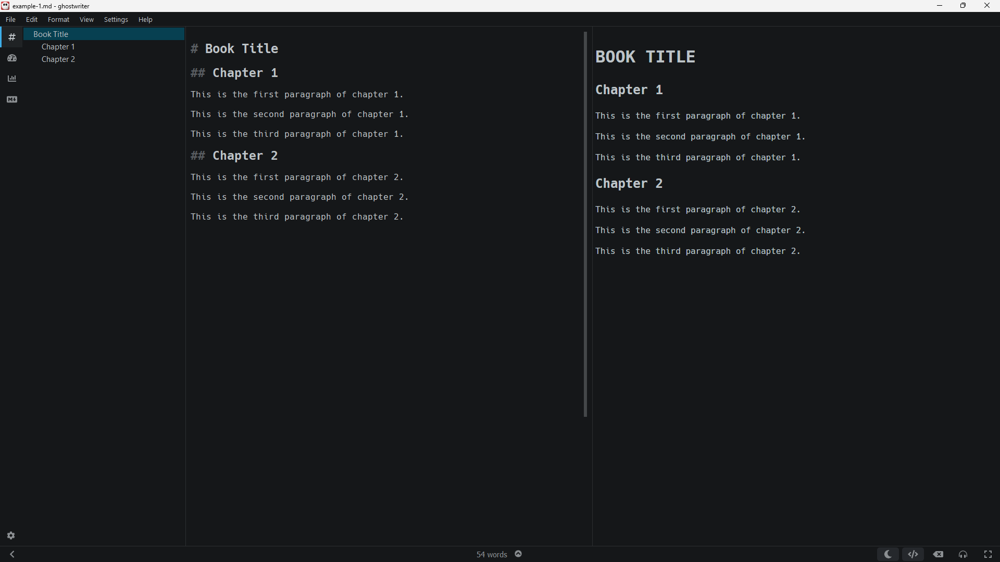 example-1.md - ghostwriter
File Edit Format View Settings Help
Book Title
Chapter 1
Chapter 2
# Book Title
## Chapter 1
This is the first paragraph of chapter 1.
This is the second paragraph of chapter 1.
This is the third paragraph of chapter 1.
## Chapter 2
This is the first paragraph of chapter 2.
This is the second paragraph of chapter 2.
This is the third paragraph of chapter 2.
BOOK TITLE
Chapter 1
This is the first paragraph of chapter 1.
This is the second paragraph of chapter 1.
This is the third paragraph of chapter 1.
Chapter 2
This is the first paragraph of chapter 2.
This is the second paragraph of chapter 2.
This is the third paragraph of chapter 2.
54 words